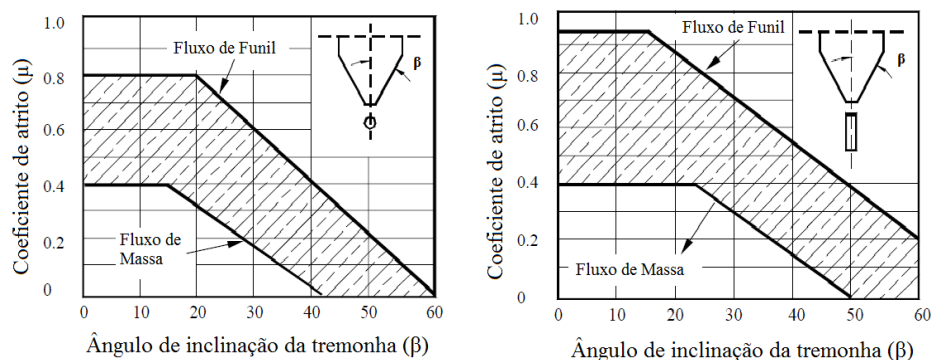 1.0
0.8
0.6
0.4
0.2
0
Coeficiente de atrito (μ)
Fluxo de Funil
Fluxo de
Massa
β
0 10 20 30 40 50 60
Ângulo de inclinação da tremonha (β)
1.0
0.8
0.6
0.4
0.2
0
Coeficiente de atrito (μ)
Fluxo de Funil
Fluxo de Massa
β
0 10 20 30 40 50 60
Ângulo de inclinação da tremonha (β)